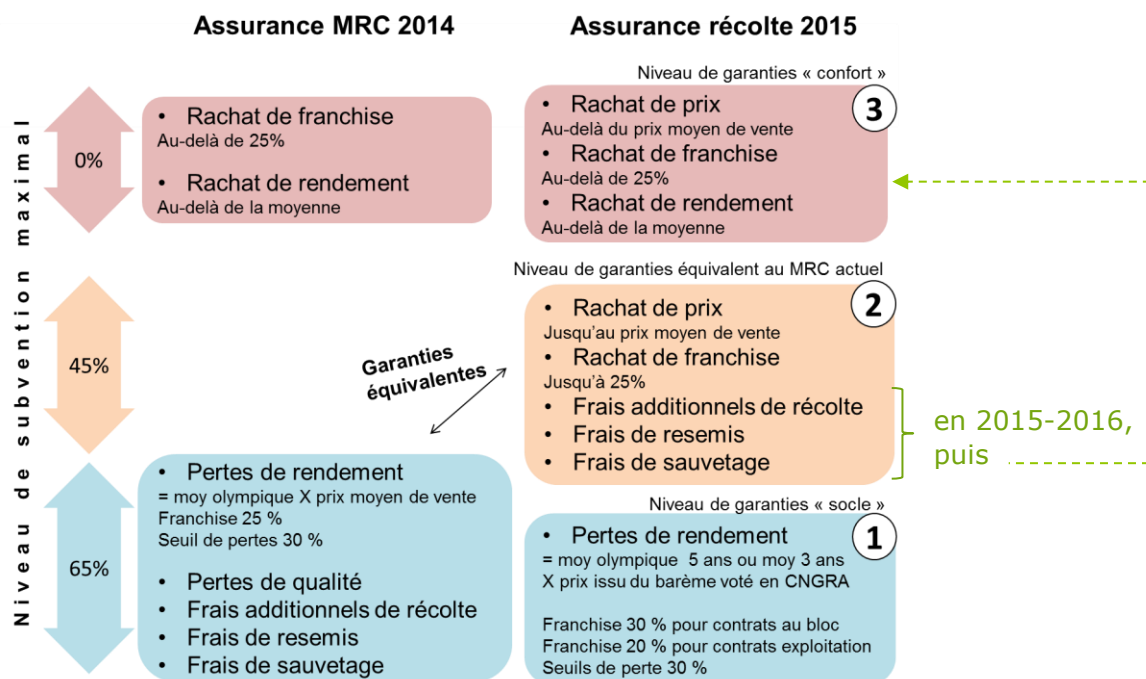 Assurance MRC 2014
Assurance récolte 2015
Niveau de subvention maximal
0%
45%
65%
• Rachat de franchise
Au-delà de 25%
• Rachat de rendement
Au-delà de la moyenne
Niveau de garanties « confort »
3
• Rachat de prix
Au-delà du prix moyen de vente
• Rachat de franchise
Au-delà de 25%
• Rachat de rendement
Au-delà de la moyenne
Niveau de garanties équivalent au MRC actuel
2
• Rachat de prix
Jusqu'au prix moyen de vente
• Rachat de franchise
Jusqu'à 25%
• Frais additionnels de récolte
• Frais de resemis
• Frais de sauvetage
Garanties
équivalentes
en 2015-2016,
puis
• Pertes de rendement
= moy olympique X prix moyen de vente
Franchise 25 %
Seuil de pertes 30 %
• Pertes de qualité
• Frais additionnels de récolte
• Frais de resemis
• Frais de sauvetage
Niveau de garanties « socle »
1
• Pertes de rendement
= moy olympique 5 ans ou moy 3 ans
X prix issu du barème voté en CNGRA
Franchise 30 % pour contrats au bloc
Franchise 20 % pour contrats exploitation
Seuils de perte 30 %